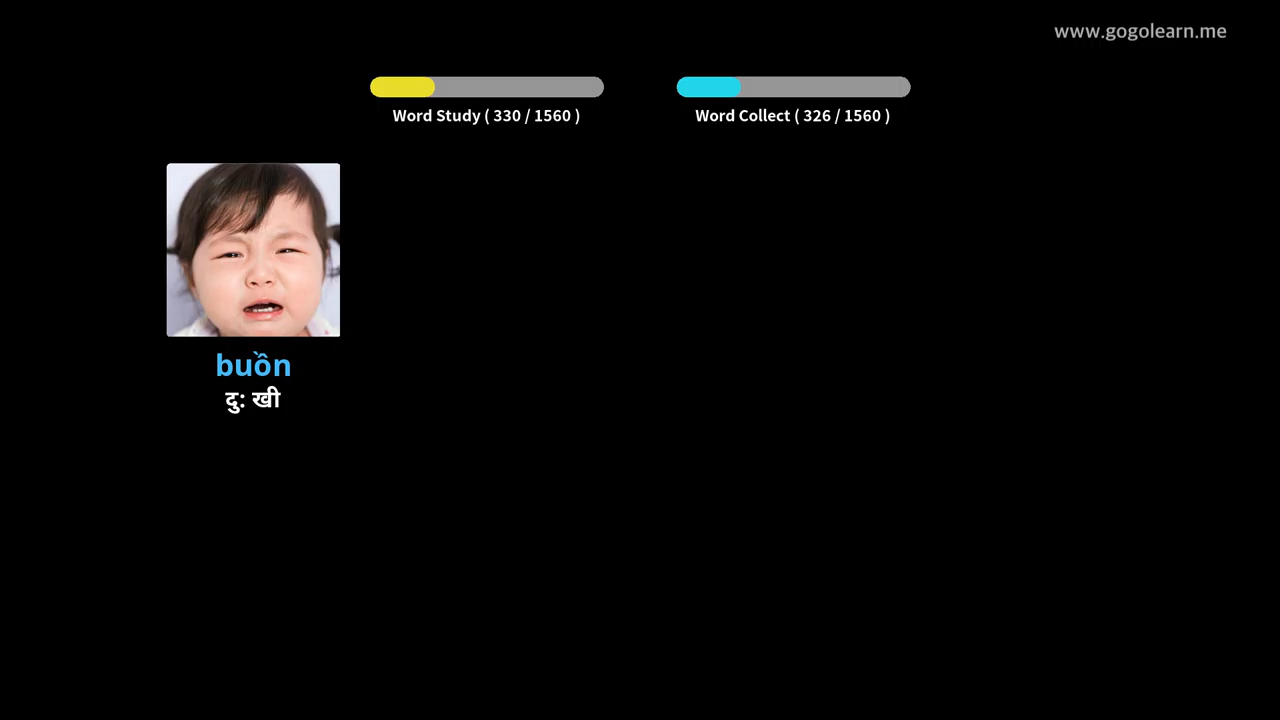 www.gogolearn.me
Word Study ( 330 / 1560 )
Word Collect ( 326 / 1560 )
buồn
दु: खी